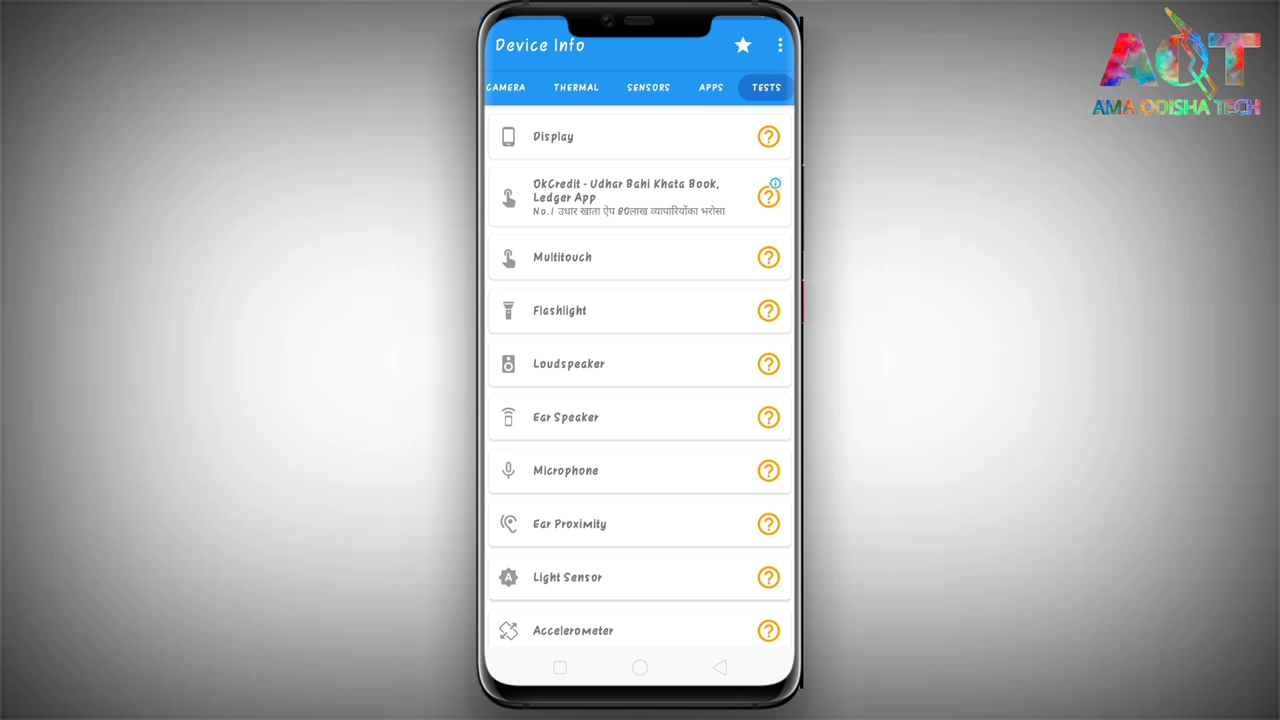 Device Info
CAMERA THERMAL SENSORS APPS TESTS
Display
OkCredit - Udhar Bahi Khata Book,
Ledger App
No.1 उधार खाता ऐप 80लाख व्यापारियोंका भरोसा
Multitouch
Flashlight
Loudspeaker
Ear Speaker
Microphone
Ear Proximity
Light Sensor
Accelerometer
AOT
AMA ODISHA TECH